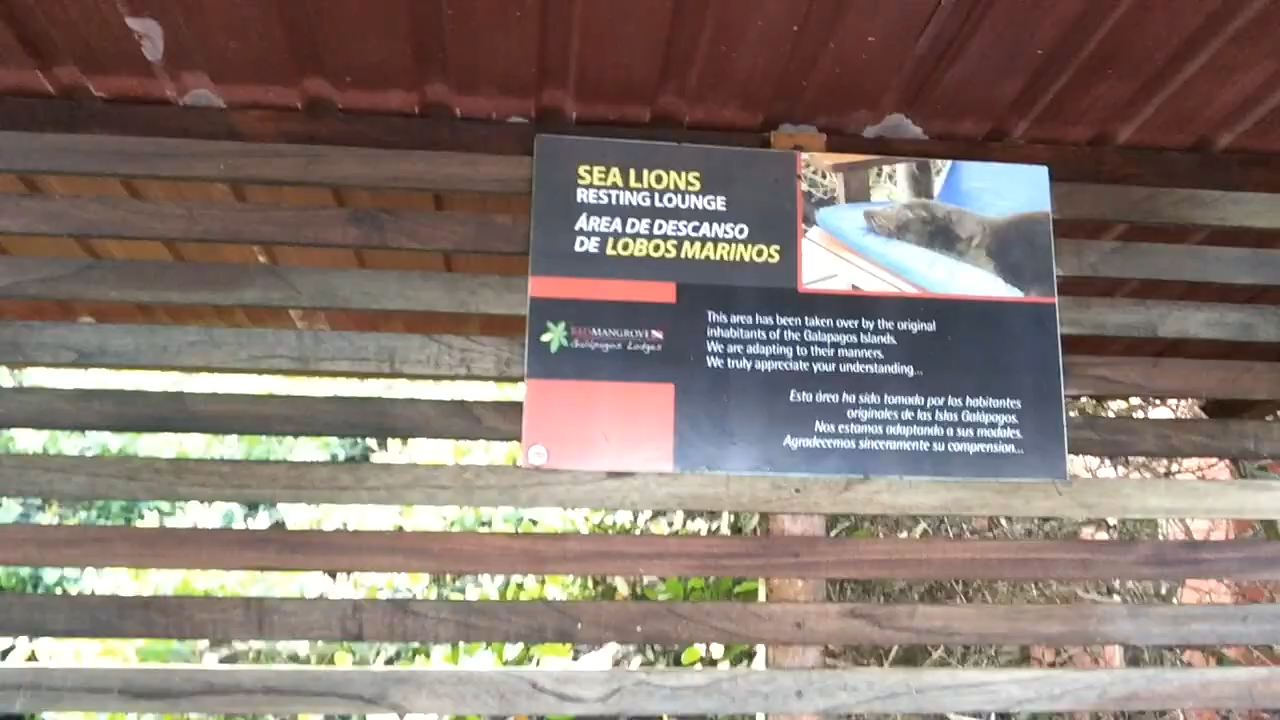 SEA LIONS
RESTING LOUNGE
ÁREA DE DESCANSO
DE LOBOS MARINOS
REDMANGROVE
Galápagos Lodges
This area has been taken over by the original
inhabitants of the Galapagos Islands.
We are adapting to their manners.
We truly appreciate your understanding...
Esta área ha sido tomada por los habitantes
originales de las Islas Galápagos.
Nos estamos adaptando a sus modales.
Agradecemos sinceramente su comprension...